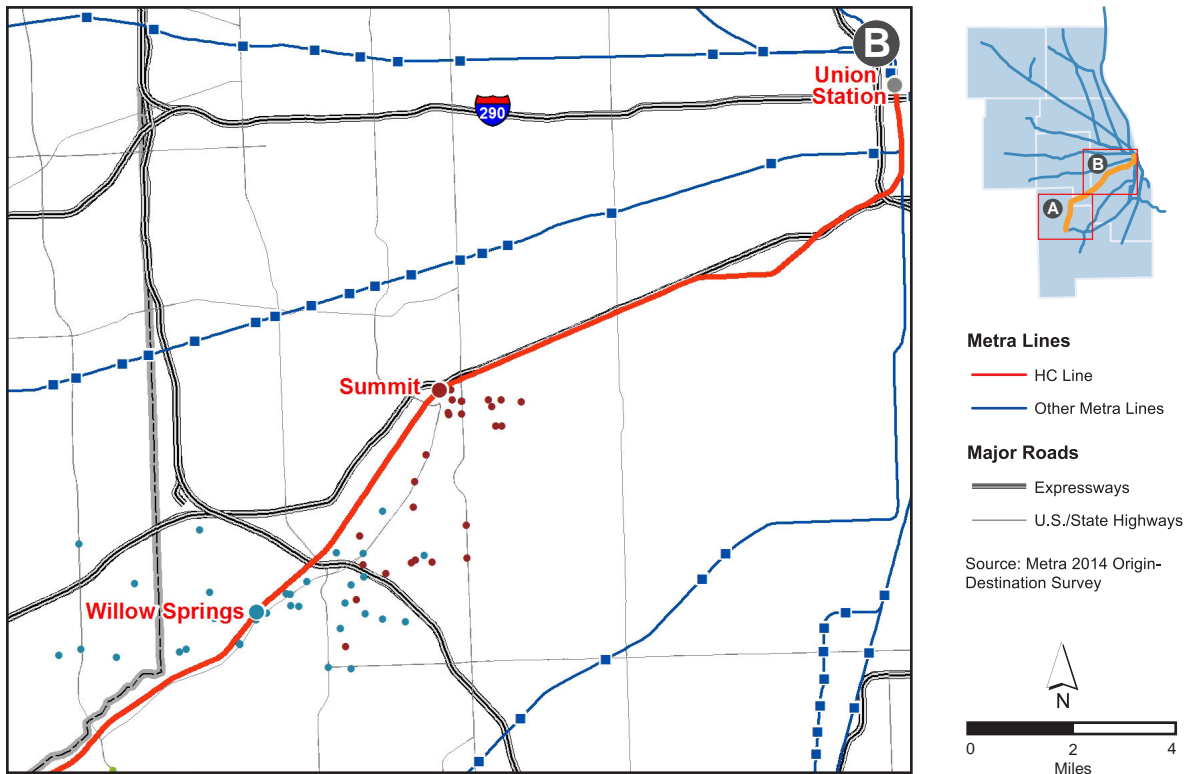 B
Union
Station
290
Summit
Willow Springs
B
A
Metra Lines
HC Line
Other Metra Lines
Major Roads
Expressways
U.S./State Highways
Source: Metra 2014 Origin-
Destination Survey
N
0 2 4
Miles